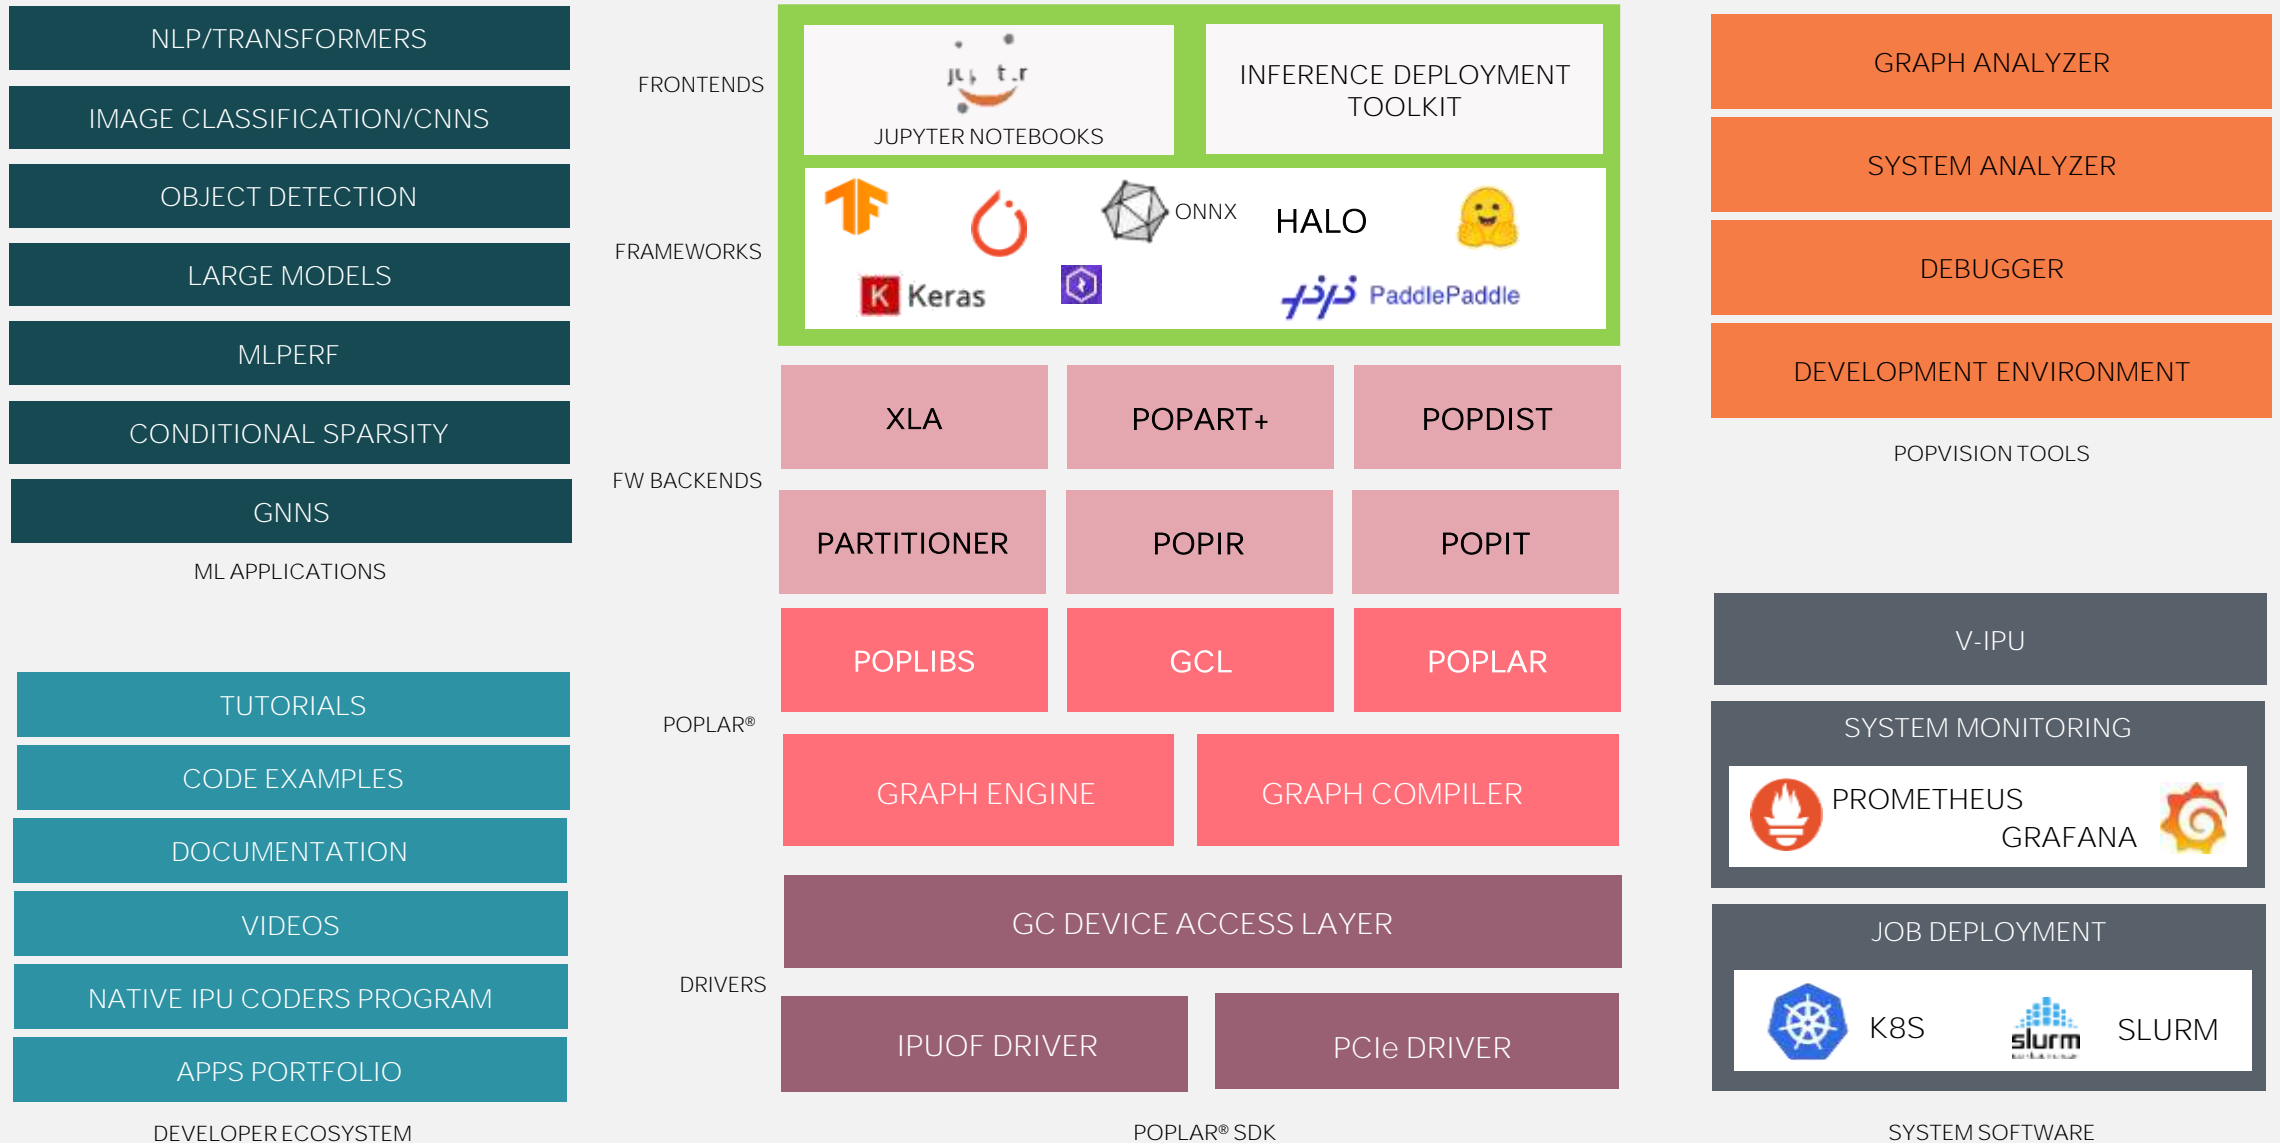 NLP/TRANSFORMERS
IMAGE CLASSIFICATION/CNNS
OBJECT DETECTION
LARGE MODELS
MLPERF
CONDITIONAL SPARSITY
GNNS
ML APPLICATIONS
TUTORIALS
CODE EXAMPLES
DOCUMENTATION
VIDEOS
NATIVE IPU CODERS PROGRAM
APPS PORTFOLIO
DEVELOPER ECOSYSTEM
FRONTENDS
JUPYTER NOTEBOOKS
INFERENCE DEPLOYMENT
TOOLKIT
FRAMEWORKS
ONNX
HALO
K Keras
PaddlePaddle
FW BACKENDS
XLA
POPART+
POPDIST
PARTITIONER
POPIR
POPIT
POPLAR®
POPLIBS
GCL
POPLAR
GRAPH ENGINE
GRAPH COMPILER
DRIVERS
GC DEVICE ACCESS LAYER
IPUOF DRIVER
PCIe DRIVER
POPLAR® SDK
GRAPH ANALYZER
SYSTEM ANALYZER
DEBUGGER
DEVELOPMENT ENVIRONMENT
POPVISION TOOLS
V-IPU
SYSTEM MONITORING
PROMETHEUS
GRAFANA
JOB DEPLOYMENT
K8S
slurm
SLURM
SYSTEM SOFTWARE